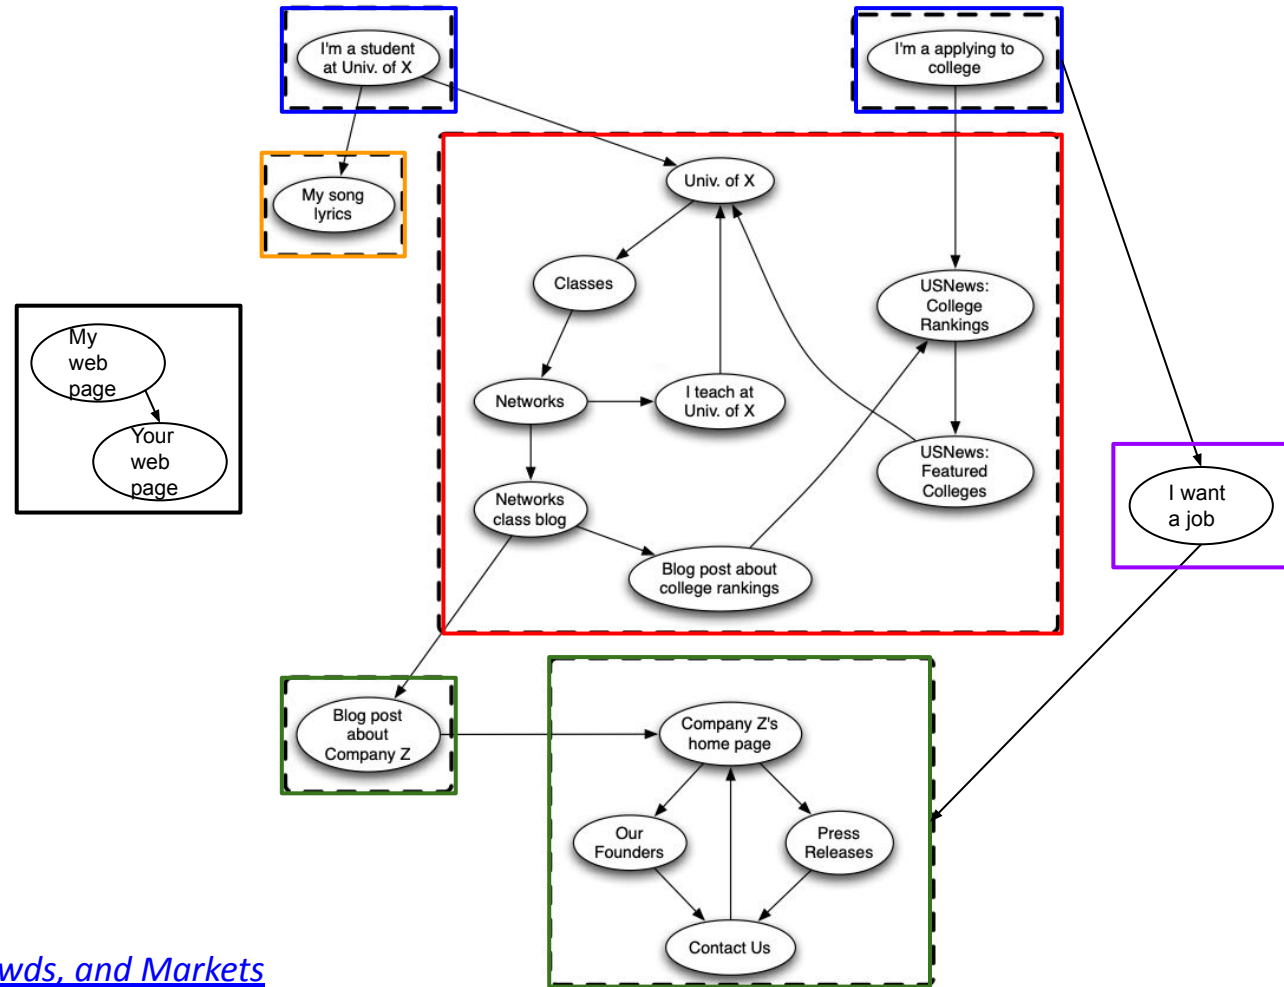 I'm a student
at Univ. of X
I'm a applying to
college
My song
lyrics
Univ. of X
Classes
USNews:
College
Rankings
My
web
page
Your
web
page
Networks
I teach at
Univ. of X
USNews:
Featured
Colleges
I want
a job
Networks
class blog
Blog post about
college rankings
Blog post
about
Company Z
Company Z's
home page
Our
Founders
Press
Releases
Contact Us
wds, and Markets